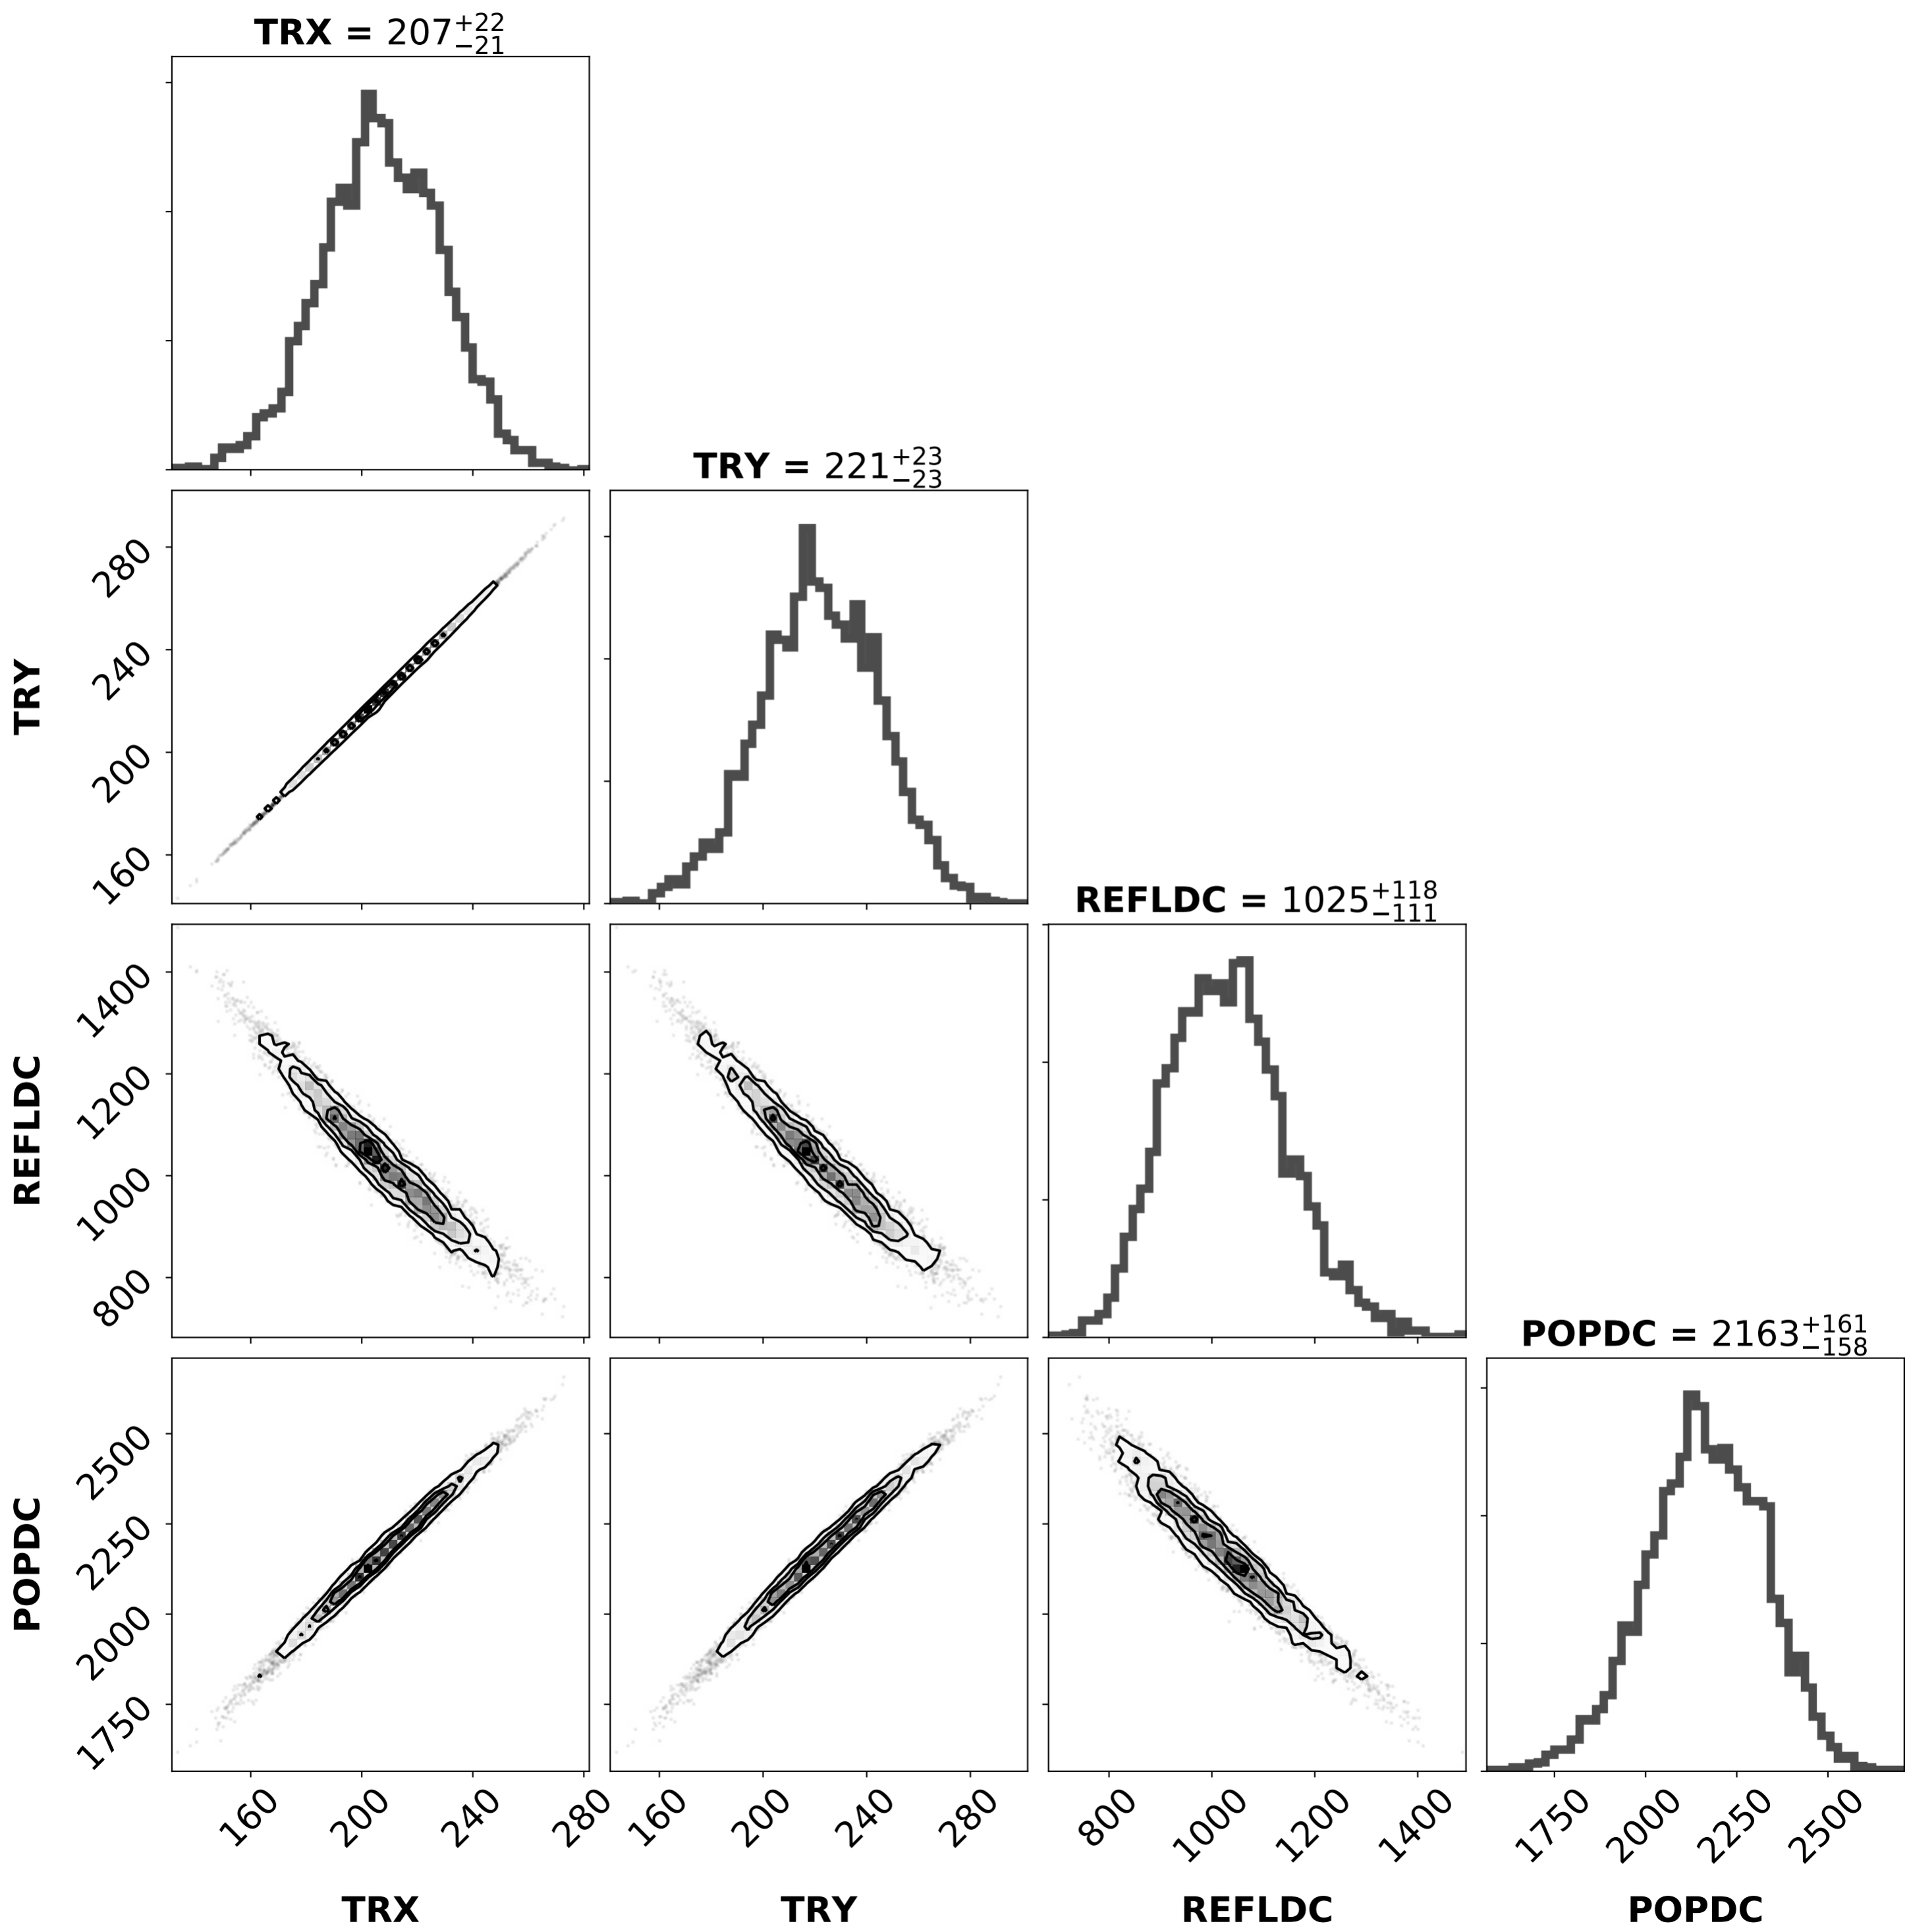 TRX = 207 +22 −21
TRY = 221 +23 −23
280
240
200
160
TRY
REFLDC = 1025 +118 −111
1400
1200
1000
800
REFLDC
POPDC = 2163 +161 −158
2500
2250
2000
1750
POPDC
160 200 240 280 160 200 240 280 800 1000 1200 1400 1750 2000 2250 2500
TRX TRY REFLDC POPDC